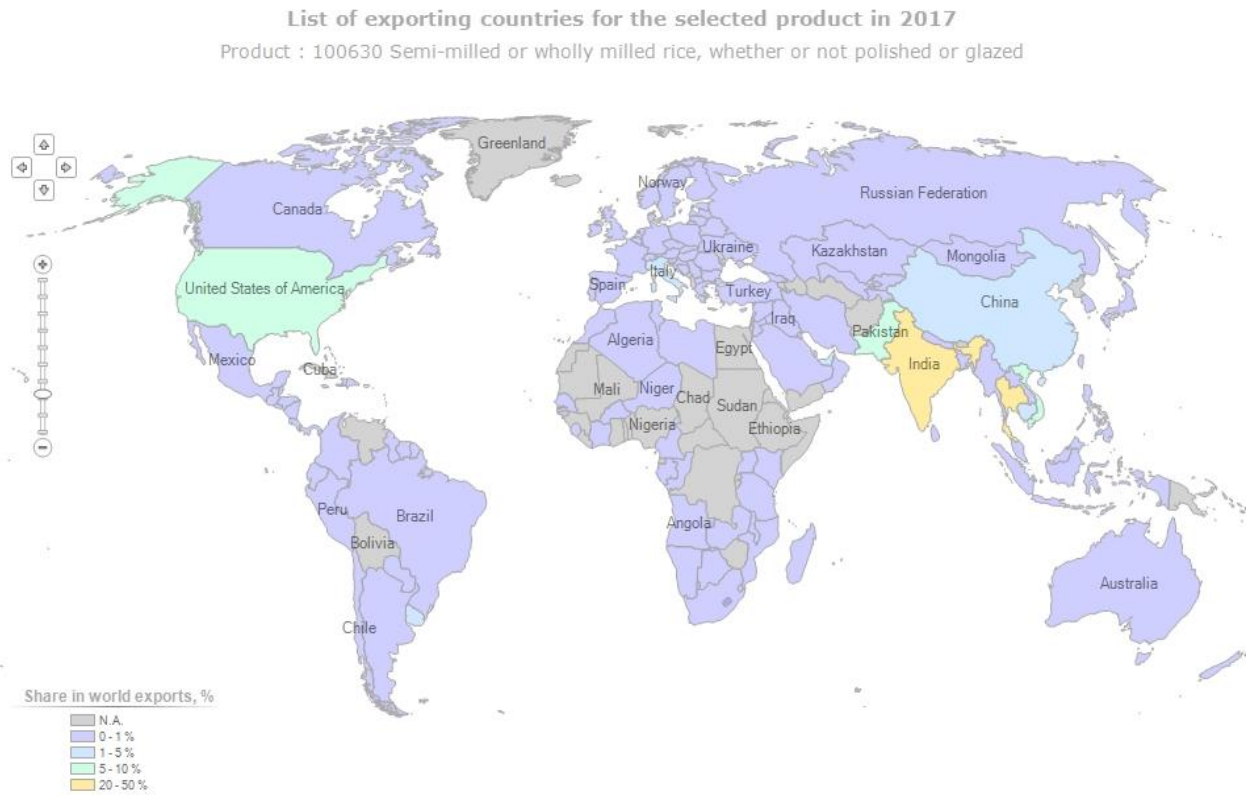 List of exporting countries for the selected product in 2017
Product : 100630 Semi-milled or wholly milled rice, whether or not polished or glazed
Greenland
Norway
Russian Federation
Canada
Ukraine
Kazakhstan
Mongolia
Italy
Spain
United States of America
Turkey
China
Iraq
Pakistan
Algeria
Egypt
Mexico
India
Cuba
Mali
Niger
Chad
Sudan
Nigeria
Ethiopia
Peru
Brazil
Angola
Bolivia
Australia
Chile
Share in world exports, %
N.A.
0 - 1 %
1 - 5 %
5 - 10 %
20 - 50 %